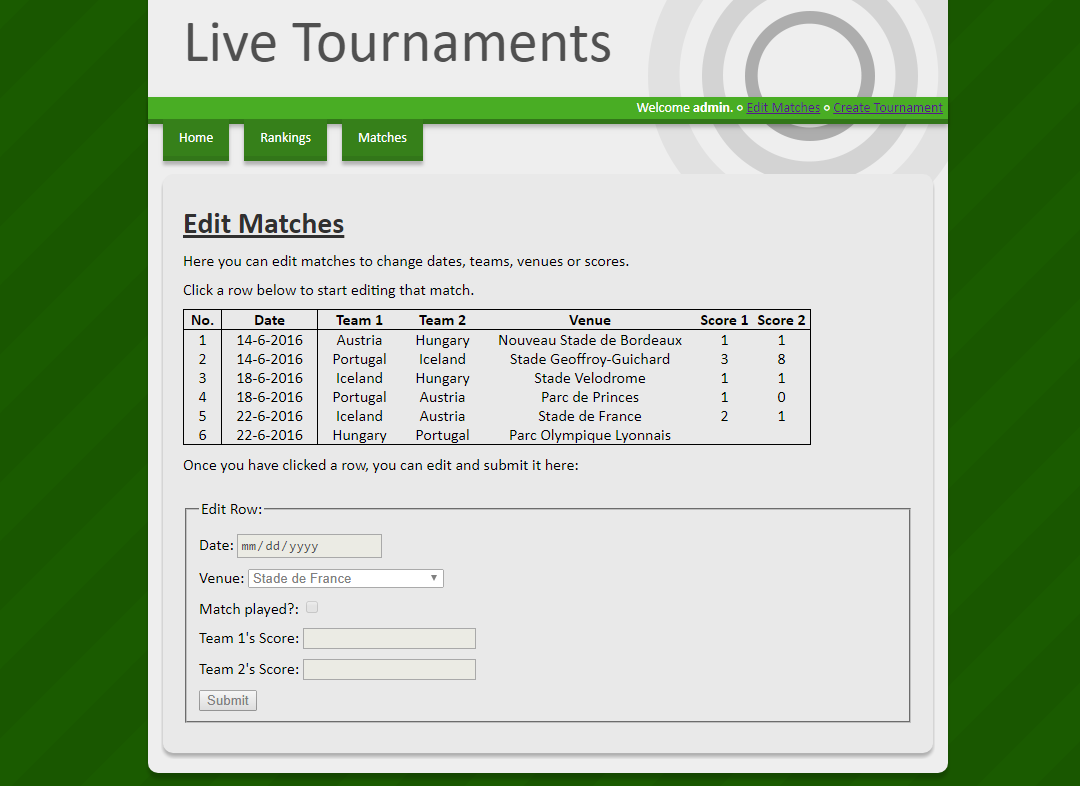 Live Tournaments
Welcome admin. Edit Matches Create Tournament
Home Rankings Matches
Edit Matches
Here you can edit matches to change dates, teams, venues or scores.
Click a row below to start editing that match.
No. Date Team 1 Team 2 Venue Score 1 Score 2
1 14-6-2016 Austria Hungary Nouveau Stade de Bordeaux 1 1
2 14-6-2016 Portugal Iceland Stade Geoffroy-Guichard 3 8
3 18-6-2016 Iceland Hungary Stade Velodrome 1 1
4 18-6-2016 Portugal Austria Parc de Princes 1 0
5 22-6-2016 Iceland Austria Stade de France 2 1
6 22-6-2016 Hungary Portugal Parc Olympique Lyonnais
Once you have clicked a row, you can edit and submit it here:
Edit Row:
Date: mm/dd/yyyy
Venue: Stade de France
Match played?:
Team 1's Score:
Team 2's Score:
Submit